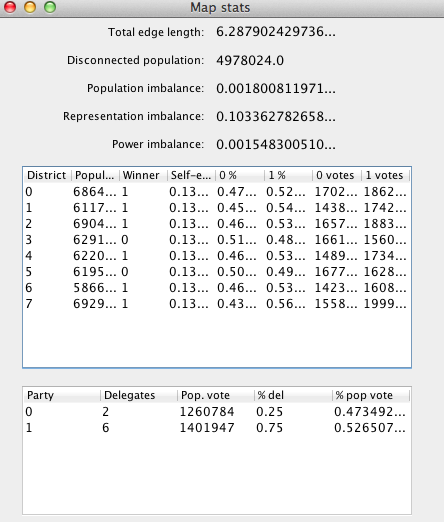 Map stats
Total edge length: 6.287902429736...
Disconnected population: 4978024.0
Population imbalance: 0.001800811971...
Representation imbalance: 0.103362782658...
Power imbalance: 0.001548300510...
District Popul... Winner Self-e... 0 % 1 % 0 votes 1 votes
0 6864... 1 0.13... 0.47... 0.52... 1702... 1862...
1 6117... 1 0.13... 0.45... 0.54... 1438... 1742...
2 6904... 1 0.13... 0.46... 0.53... 1657... 1883...
3 6291... 0 0.13... 0.51... 0.48... 1661... 1560...
4 6220... 1 0.13... 0.46... 0.53... 1489... 1734...
5 6195... 0 0.13... 0.50... 0.49... 1677... 1628...
6 5866... 1 0.13... 0.46... 0.53... 1423... 1608...
7 6929... 1 0.13... 0.43... 0.56... 1558... 1999...
Party Delegates Pop. vote % del % pop vote
0 2 1260784 0.25 0.473492...
1 6 1401947 0.75 0.526507...